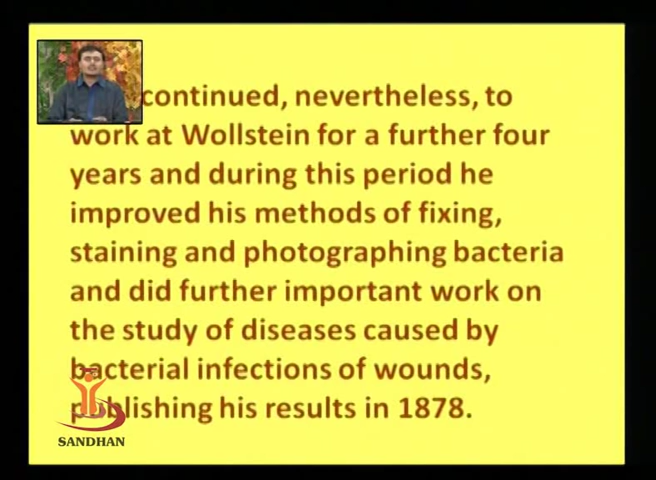 continued, nevertheless, to
work at Wollstein for a further four
years and during this period he
improved his methods of fixing,
staining and photographing bacteria
and did further important work on
the study of diseases caused by
bacterial infections of wounds,
publishing his results in 1878.
SANDHAN